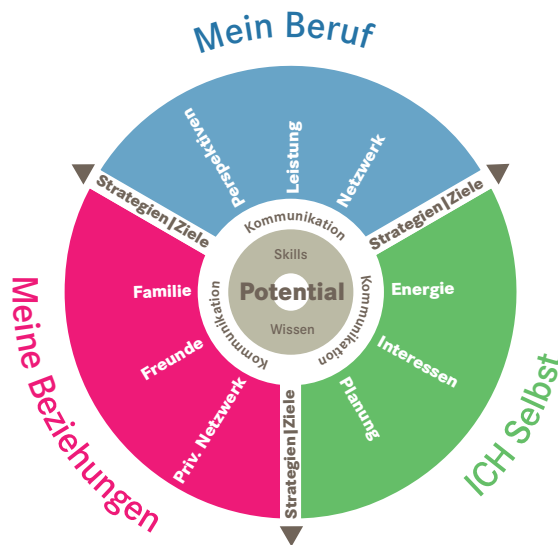 Mein Beruf
Perspektiven
Leistung
Netzwerk
Strategien|Ziele
Strategien|Ziele
Kommunikation
Skills
Potential
Wissen
Kommunikation
Kommunikation
Familie
Freunde
Priv. Netzwerk
Energie
Interessen
Planung
Strategien|Ziele
Meine Beziehungen
ICH Selbst